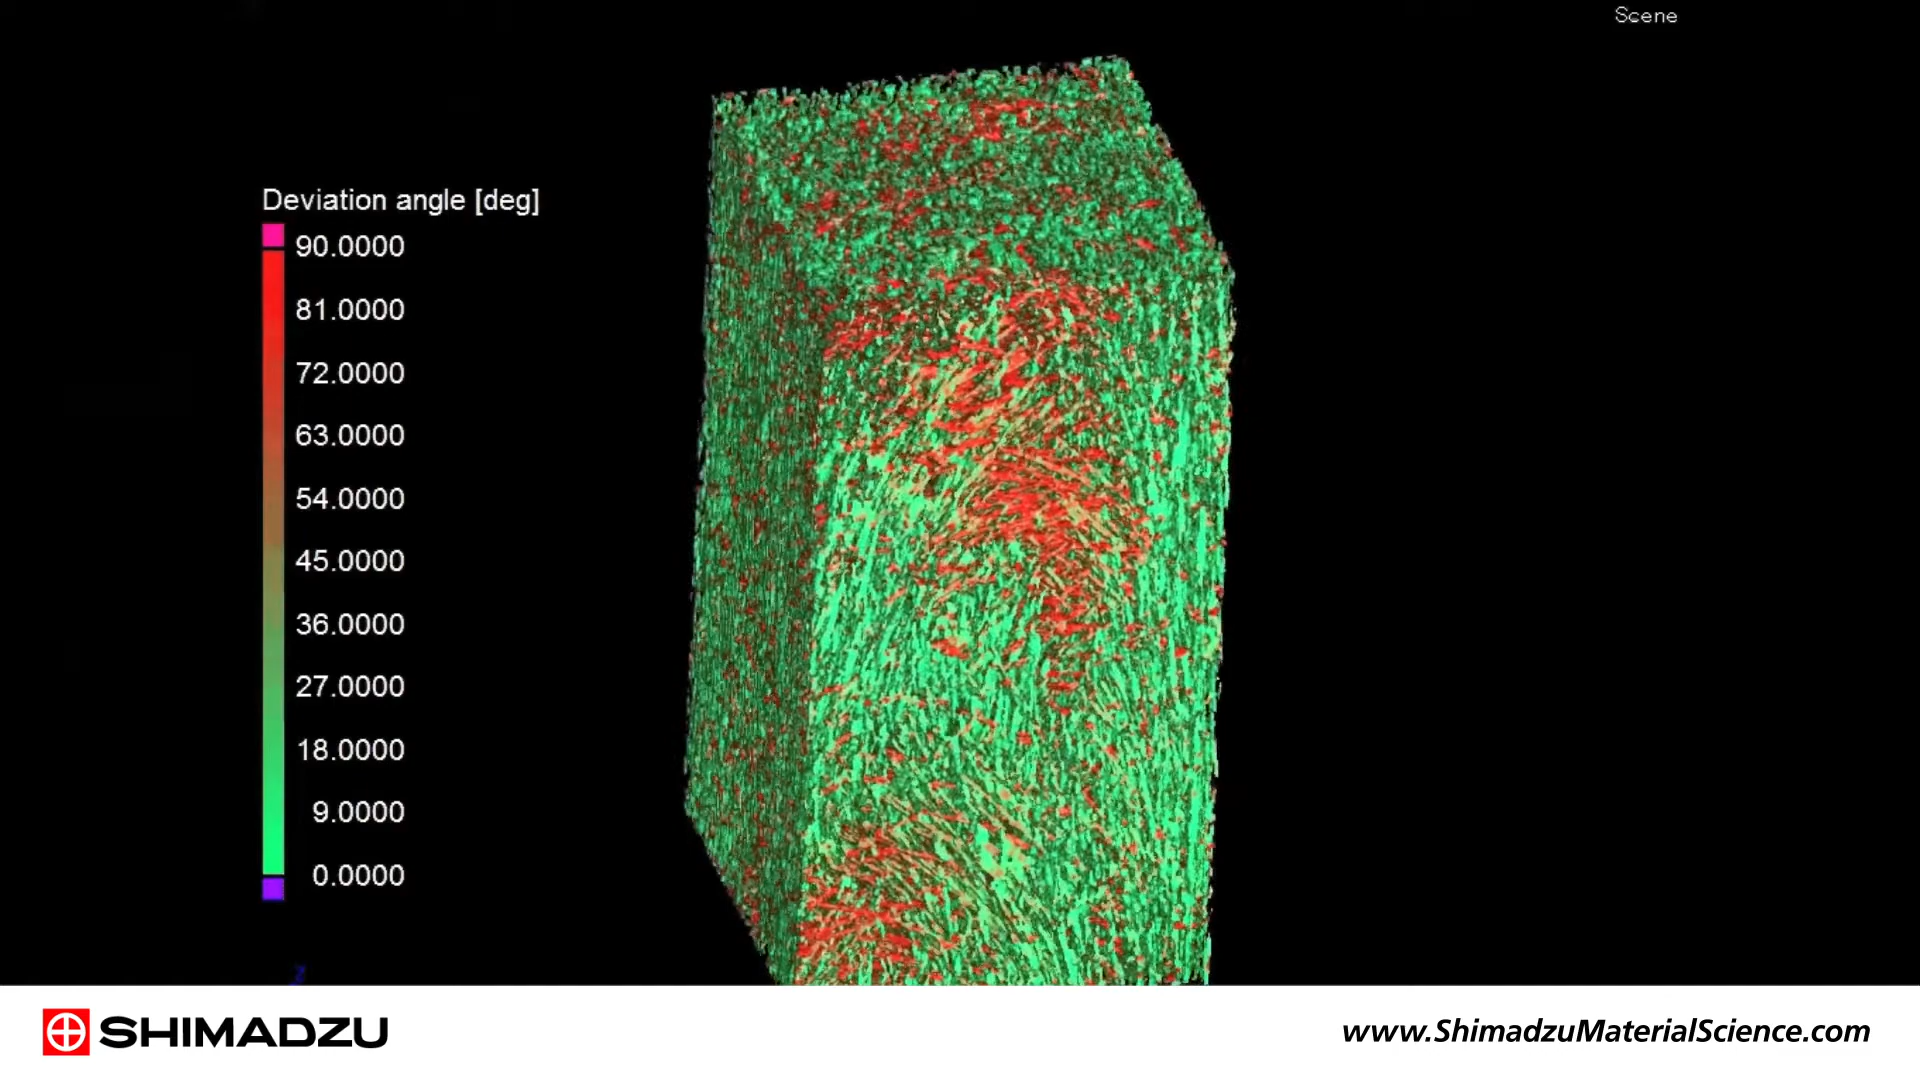 Scene
Deviation angle [deg]
90.0000
81.0000
72.0000
63.0000
54.0000
45.0000
36.0000
27.0000
18.0000
9.0000
0.0000
z
SHIMADZU
www.ShimadzuMaterialScience.com